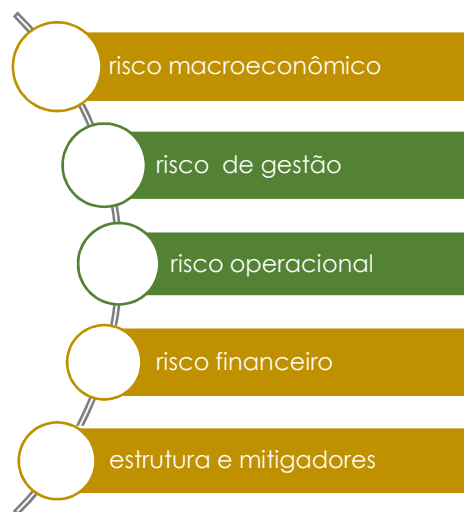 risco macroeconômico
risco de gestão
risco operacional
risco financeiro
estrutura e mitigadores